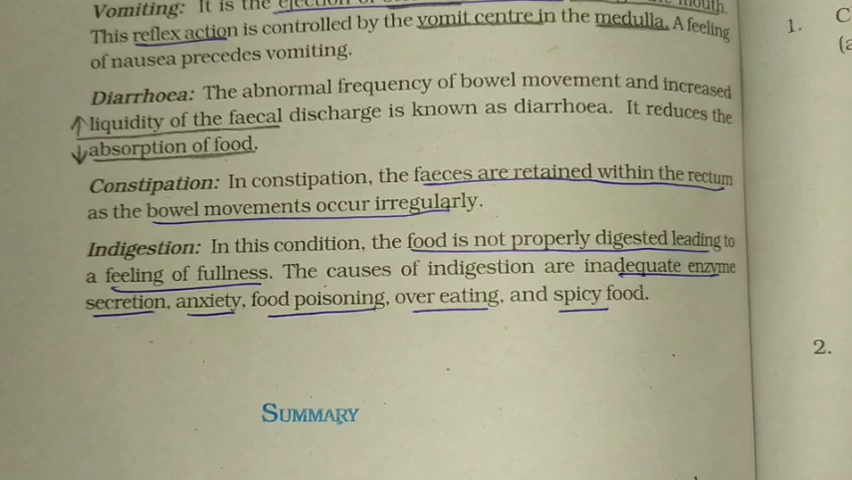 Vomiting: It is the ejection of mouth.
This reflex action is controlled by the vomit centre in the medulla. A feeling
of nausea precedes vomiting.
Diarrhoea: The abnormal frequency of bowel movement and increased
liquidity of the faecal discharge is known as diarrhoea. It reduces the
absorption of food.
Constipation: In constipation, the faeces are retained within the rectum
as the bowel movements occur irregularly.
Indigestion: In this condition, the food is not properly digested leading to
a feeling of fullness. The causes of indigestion are inadequate enzyme
secretion, anxiety, food poisoning, over eating, and spicy food.
SUMMARY
1. C
(a
2.